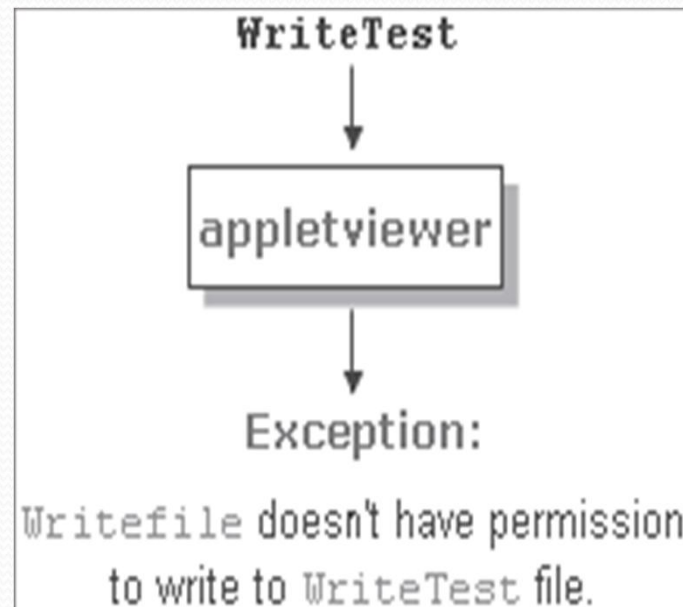 WriteTest
appletviewer
Exception:
Writefile doesn't have permission
to write to WriteTest file.